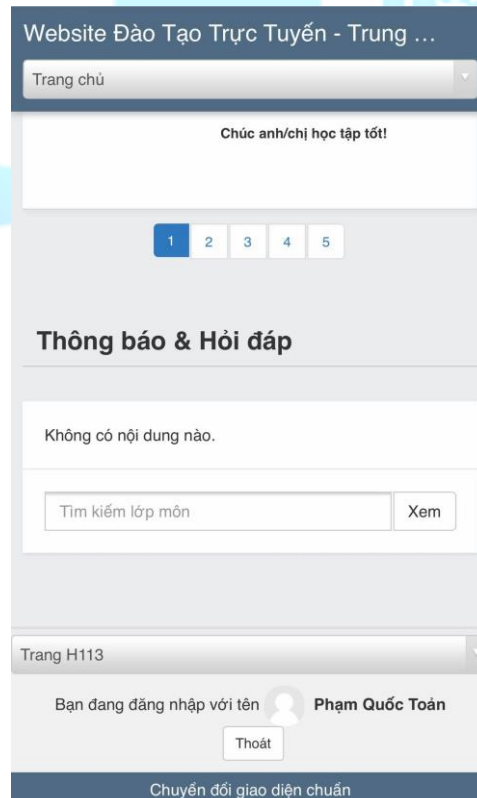 Website Đào Tạo Trực Tuyến - Trung ...
Trang chủ
Chúc anh/chị học tập tốt!
1 2 3 4 5
Thông báo & Hỏi đáp
Không có nội dung nào.
Tìm kiếm lớp môn Xem
Trang H113
Bạn đang đăng nhập với tên Phạm Quốc Toán
Thoát
Chuyển đổi giao diện chuẩn